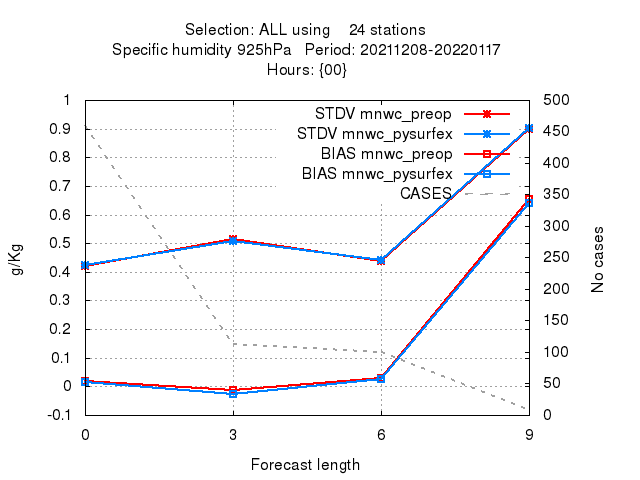 Selection: ALL using    24 stations
Specific humidity 925hPa   Period: 20211208-20220117
Hours: {00}
STDV mnwc_preop
STDV mnwc_pysurfex
BIAS mnwc_preop
BIAS mnwc_pysurfex
CASES
1
0.9
0.8
0.7
0.6
0.5
0.4
0.3
0.2
0.1
0
-0.1
g/Kg
500
450
400
350
300
250
200
150
100
50
0
No cases
0 3 6 9
Forecast length